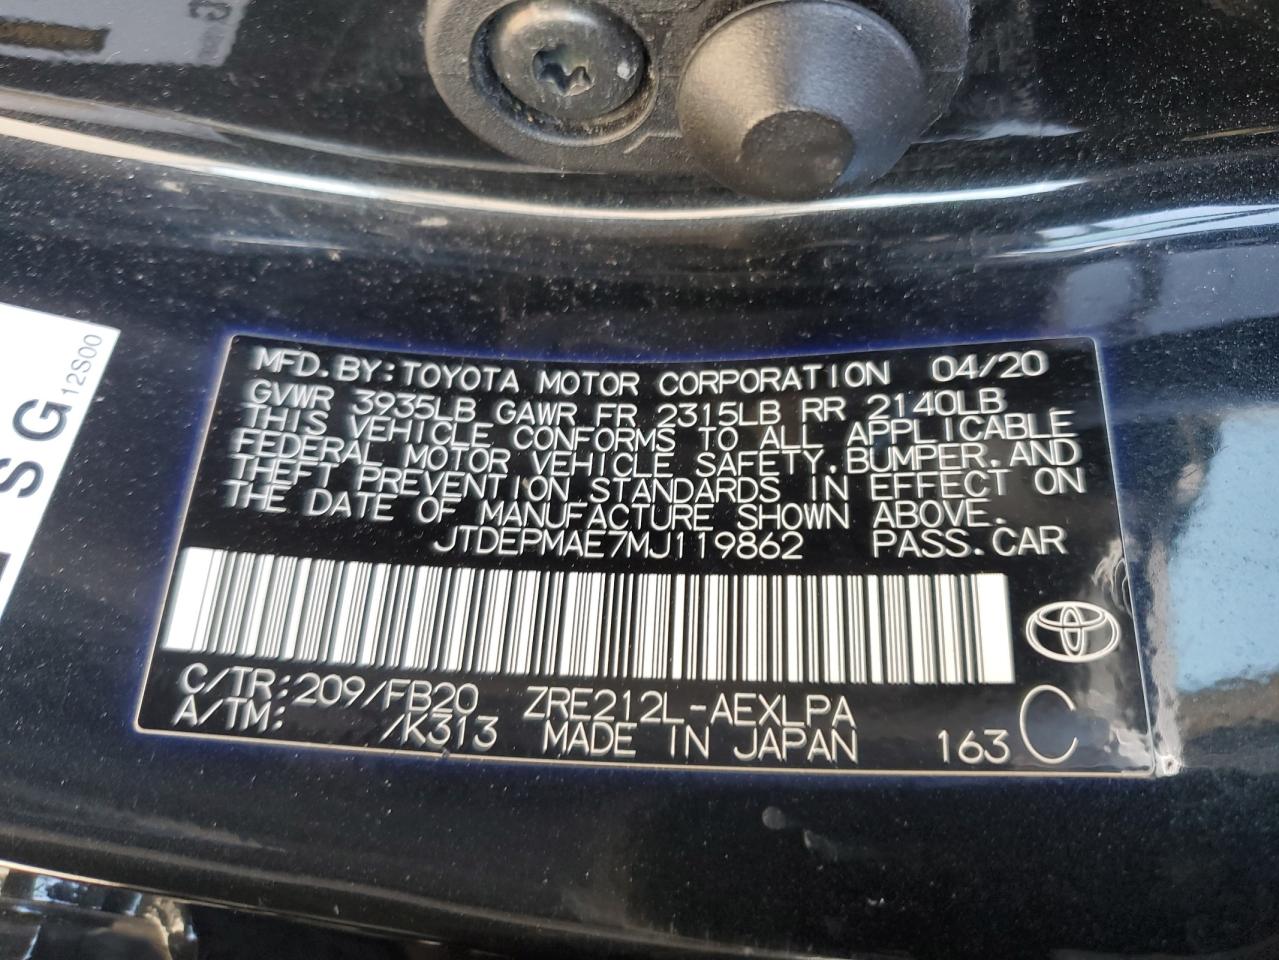 MFD. BY: TOYOTA MOTOR CORPORATION 04/20
GVWR 3935LB GAWR FR 2315LB RR 2140LB
THIS VEHICLE CONFORMS TO ALL APPLICABLE
FEDERAL MOTOR VEHICLE SAFETY, BUMPER, AND
THEFT PREVENTION STANDARDS IN EFFECT ON
THE DATE OF MANUFACTURE SHOWN ABOVE.
JTDEPMAE7MJ119862 PASS. CAR
C/TR: 209/FB20 ZRE212L-AEXLPA
A/TM: /K313 MADE IN JAPAN 163 C
SG
12S00